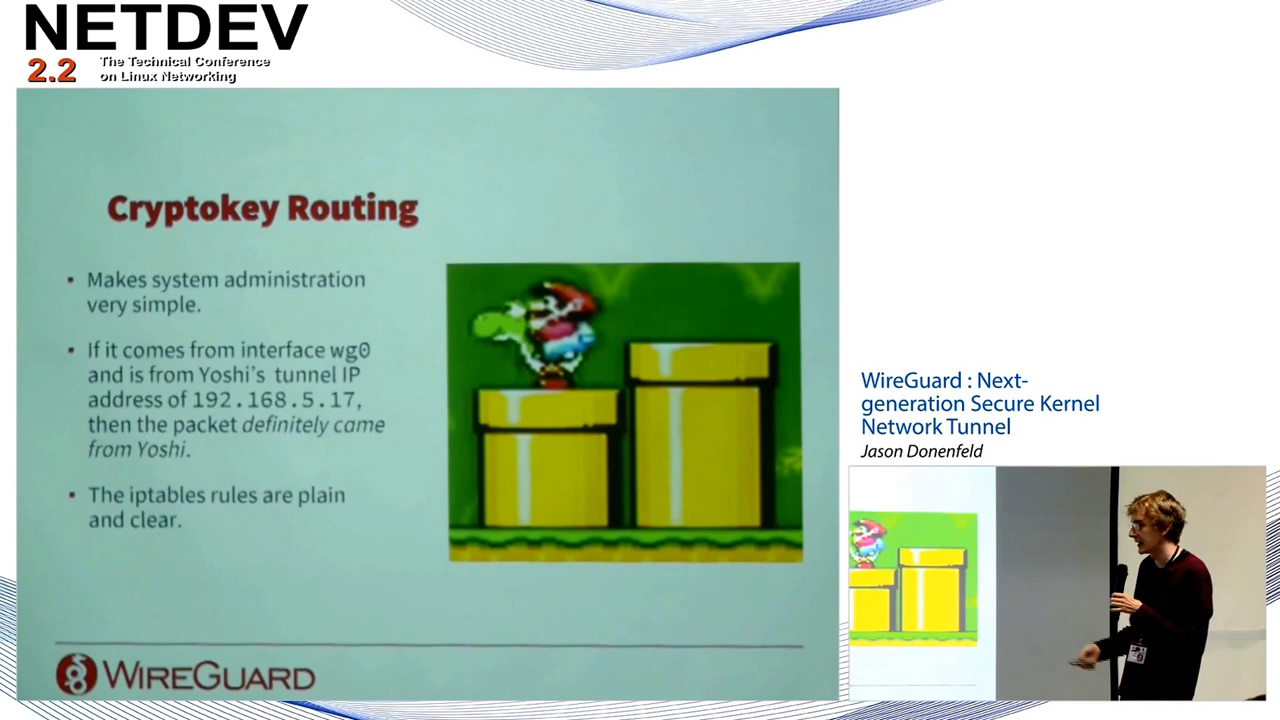 NETDEV
2.2
The Technical Conference
on Linux Networking
Cryptokey Routing
▪ Makes system administration
very simple.
▪ If it comes from interface wg0
and is from Yoshi's tunnel IP
address of 192.168.5.17,
then the packet definitely came
from Yoshi.
▪ The iptables rules are plain
and clear.
WIREGUARD
WireGuard : Next-
generation Secure Kernel
Network Tunnel
Jason Donenfeld